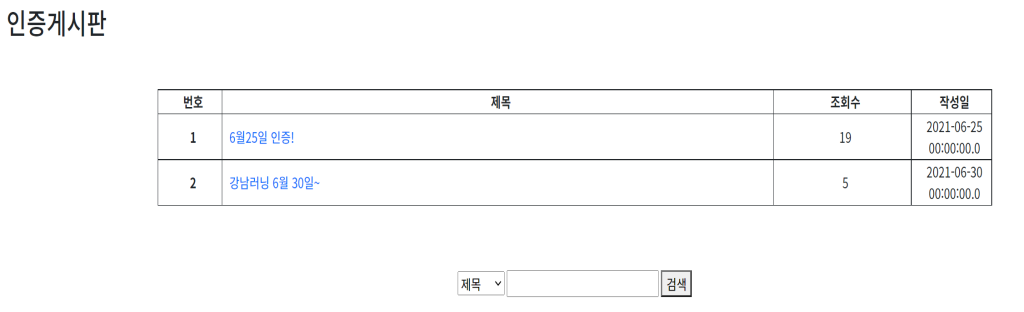 인증게시판
번호 제목 조회수 작성일
1 6월25일 인증! 19 2021-06-25 00:00:00.0
2 강남러닝 6월 30일~ 5 2021-06-30 00:00:00.0
제목 검색